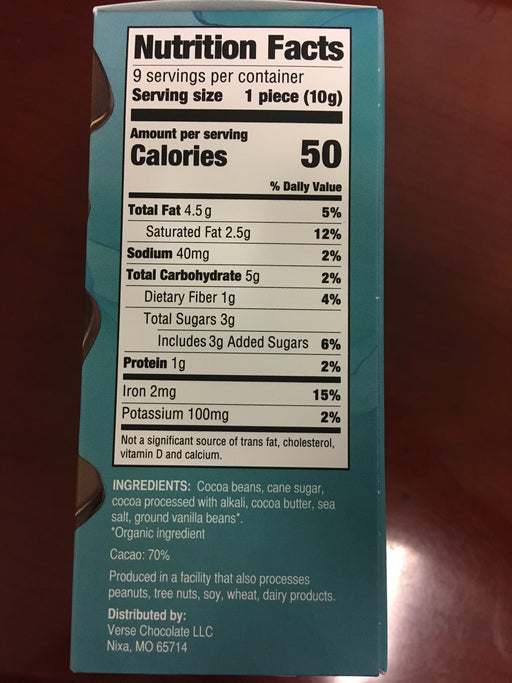 Nutrition Facts
9 servings per container
Serving size 1 piece (10g)
Amount per serving
Calories 50
% Daily Value
Total Fat 4.5g 5%
Saturated Fat 2.5g 12%
Sodium 40mg 2%
Total Carbohydrate 5g 2%
Dietary Fiber 1g 4%
Total Sugars 3g
Includes 3g Added Sugars 6%
Protein 1g 2%
Iron 2mg 15%
Potassium 100mg 2%
Not a significant source of trans fat, cholesterol,
vitamin D and calcium.
INGREDIENTS: Cocoa beans, cane sugar,
cocoa processed with alkali, cocoa butter, sea
salt, ground vanilla beans*.
*Organic ingredient
Cacao: 70%
Produced in a facility that also processes
peanuts, tree nuts, soy, wheat, dairy products.
Distributed by:
Verse Chocolate LLC
Nixa, MO 65714